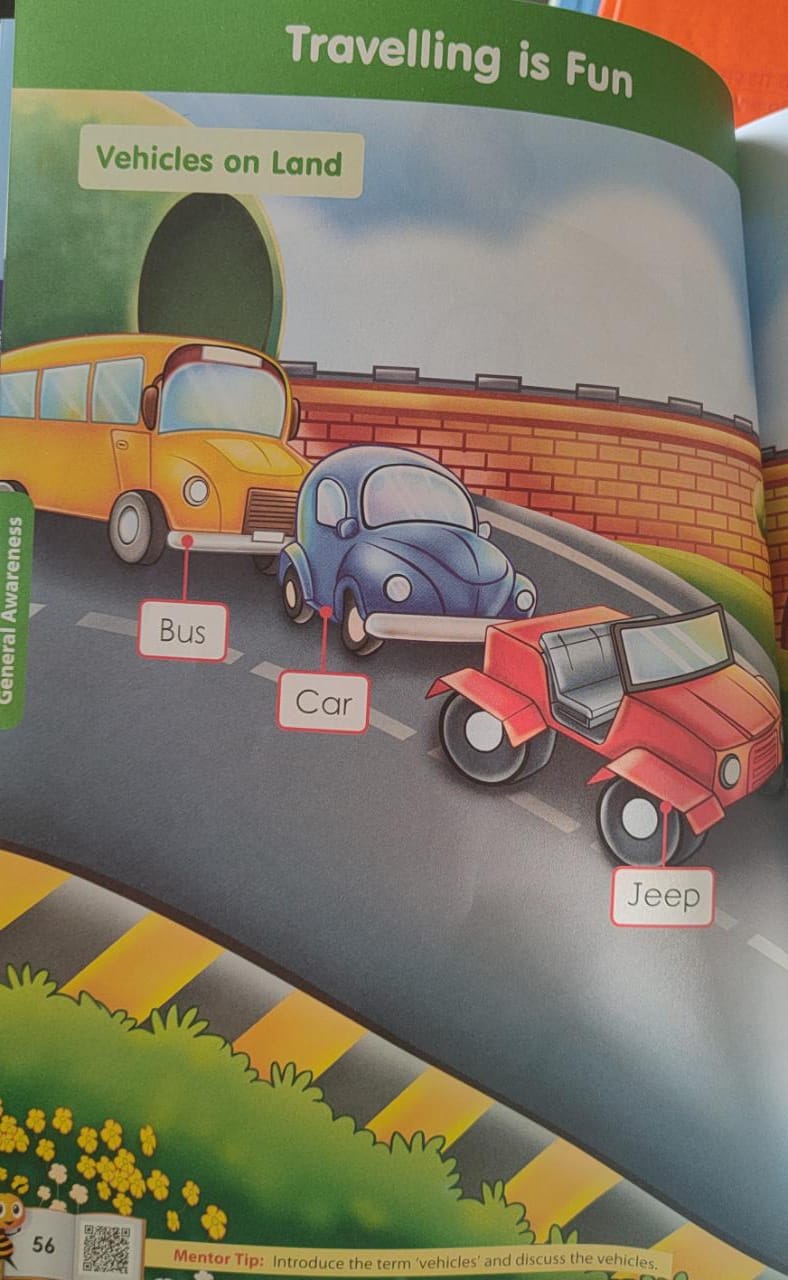 Travelling is Fun
Vehicles on Land
General Awareness
Bus
Car
Jeep
56
Mentor Tip: Introduce the term 'vehicles' and discuss the vehicles.